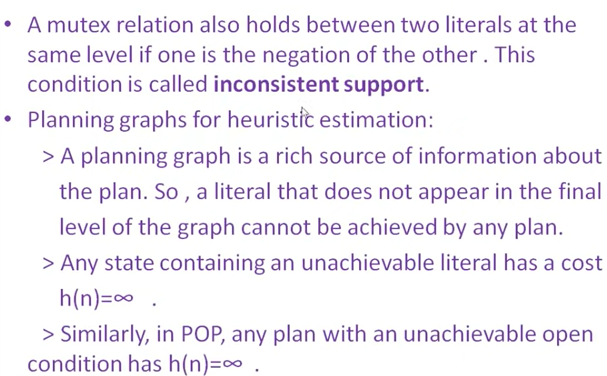 • A mutex relation also holds between two literals at the
same level if one is the negation of the other . This
condition is called inconsistent support.
• Planning graphs for heuristic estimation:
> A planning graph is a rich source of information about
the plan. So , a literal that does not appear in the final
level of the graph cannot be achieved by any plan.
> Any state containing an unachievable literal has a cost
h(n)=∞ .
> Similarly, in POP, any plan with an unachievable open
condition has h(n)=∞ .